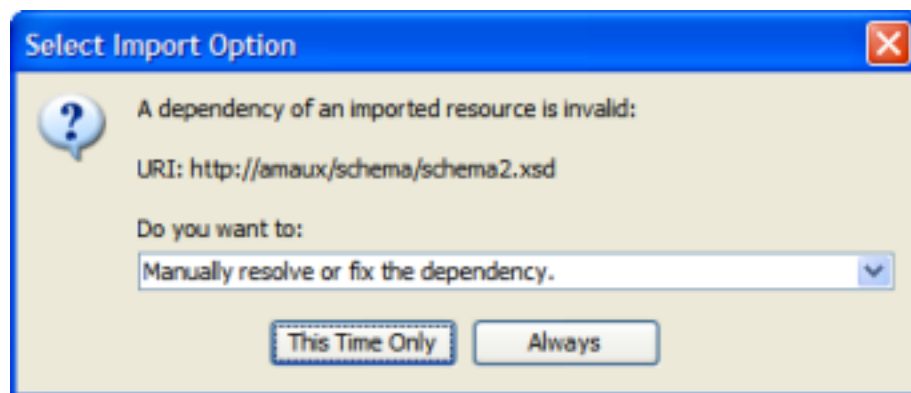 Select Import Option
A dependency of an imported resource is invalid:
URI: http://amaux/schema/schema2.xsd
Do you want to:
Manually resolve or fix the dependency.
This Time Only Always